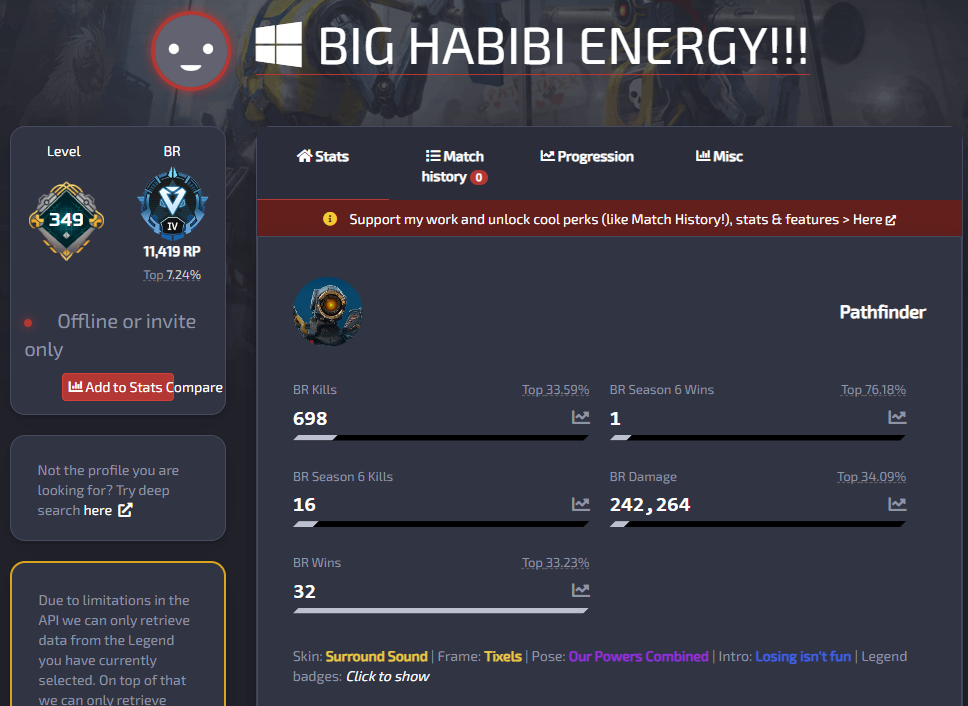 BIG HABIBI ENERGY!!!
Level
BR
349
IV
11,419 RP
Top 7.24%
Offline or invite
only
Add to Stats Compare
Not the profile you are
looking for? Try deep
search here
Due to limitations in the
API we can only retrieve
data from the Legend
you have currently
selected. On top of that
we can only retrieve
Stats
Match
history 0
Progression
Misc
Support my work and unlock cool perks (like Match History!), stats & features > Here
Pathfinder
BR Kills
Top 33.59%
698
BR Season 6 Wins
Top 76.18%
1
BR Season 6 Kills
16
BR Damage
Top 34.09%
242,264
BR Wins
Top 33.23%
32
Skin: Surround Sound | Frame: Tixels | Pose: Our Powers Combined | Intro: Losing isn't fun | Legend
badges: Click to show